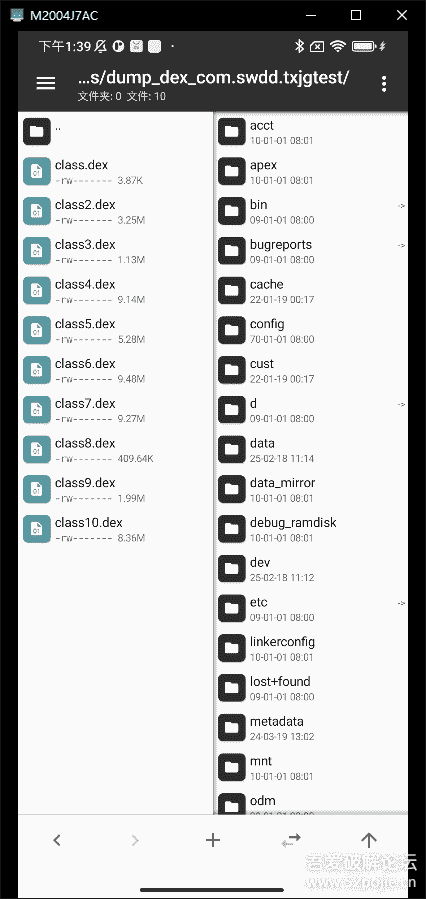 M2004J7AC
下午1:39
...s/dump_dex_com.swdd.txjgtest/
文件夹: 0 文件: 10
..
class.dex
-rw------- 3.87K
class2.dex
-rw------- 3.25M
class3.dex
-rw------- 1.13M
class4.dex
-rw------- 9.14M
class5.dex
-rw------- 5.28M
class6.dex
-rw------- 9.48M
class7.dex
-rw------- 9.27M
class8.dex
-rw------- 409.64K
class9.dex
-rw------- 1.99M
class10.dex
-rw------- 8.36M
acct
10-01-01 08:01
apex
10-01-01 08:01
bin
09-01-01 08:00
->
bugreports
09-01-01 08:00
->
cache
22-01-19 00:17
config
70-01-01 08:00
cust
22-01-19 00:17
d
09-01-01 08:00
->
data
25-02-18 11:14
data_mirror
10-01-01 08:01
debug_ramdisk
10-01-01 08:01
dev
25-02-18 11:12
etc
09-01-01 08:00
->
linkerconfig
10-01-01 08:01
lost+found
09-01-01 08:00
metadata
24-03-19 13:02
mnt
10-01-01 08:01
odm
吾爱破解论坛
www.52pojie.cn